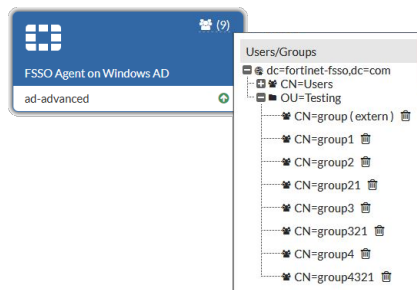 (9)
FSSO Agent on Windows AD
ad-advanced
Users/Groups
dc=fortinet-fsso,dc=com
CN=Users
OU=Testing
CN=group (extern)
CN=group1
CN=group2
CN=group21
CN=group3
CN=group321
CN=group4
CN=group4321